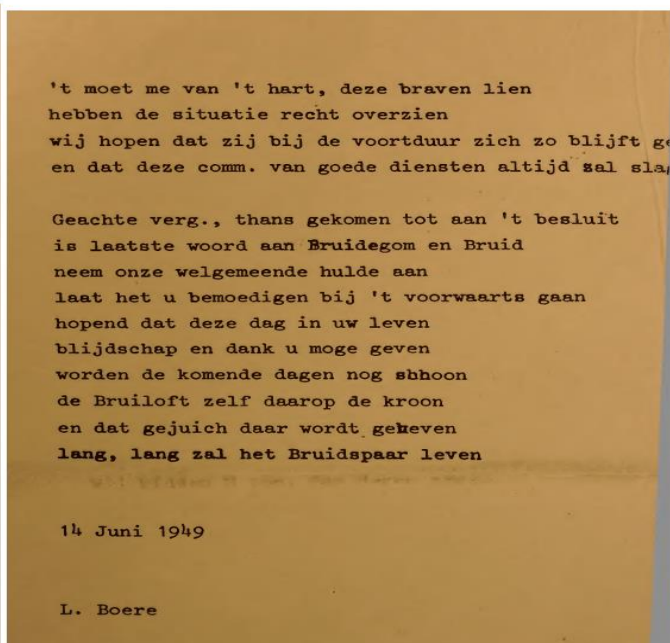 't moet me van 't hart, deze braven lien
hebben de situatie recht overzien
wij hopen dat zij bij de voortduur zich zo blijft
en dat deze comm. van goede diensten altijd sal
Geachte verg., thans gekomen tot aan 't besluit
is laatste woord aan Bruidegom en Bruid
neem onze welgemeende hulde aan
laat het u bemoedigen bij 't voorwaarts gaan
hopend dat deze dag in uw leven
blijdschap en dank u moge geven
worden de komende dagen nog
de Bruiloft zelf daarop de kroon
en dat gejuich daar wordt geheven
lang, lang zal het Bruidspaar leven
14 Juni 1949
L. Boere